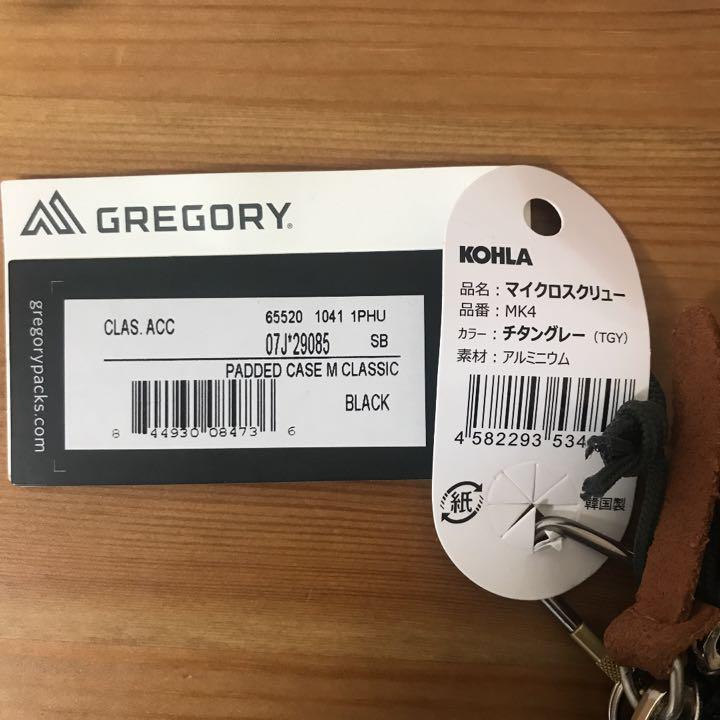 GREGORY®
gregorypacks.com
CLAS. ACC
65520 1041 1PHU
07J*29085 SB
PADDED CASE M CLASSIC
BLACK
8 44930 08473 6
KOHLA
品名：マイクロスクリュー
品番：MK4
カラー：チタングレー（TGY）
素材：アルミニウム
4 582293 534
紙
韓国製